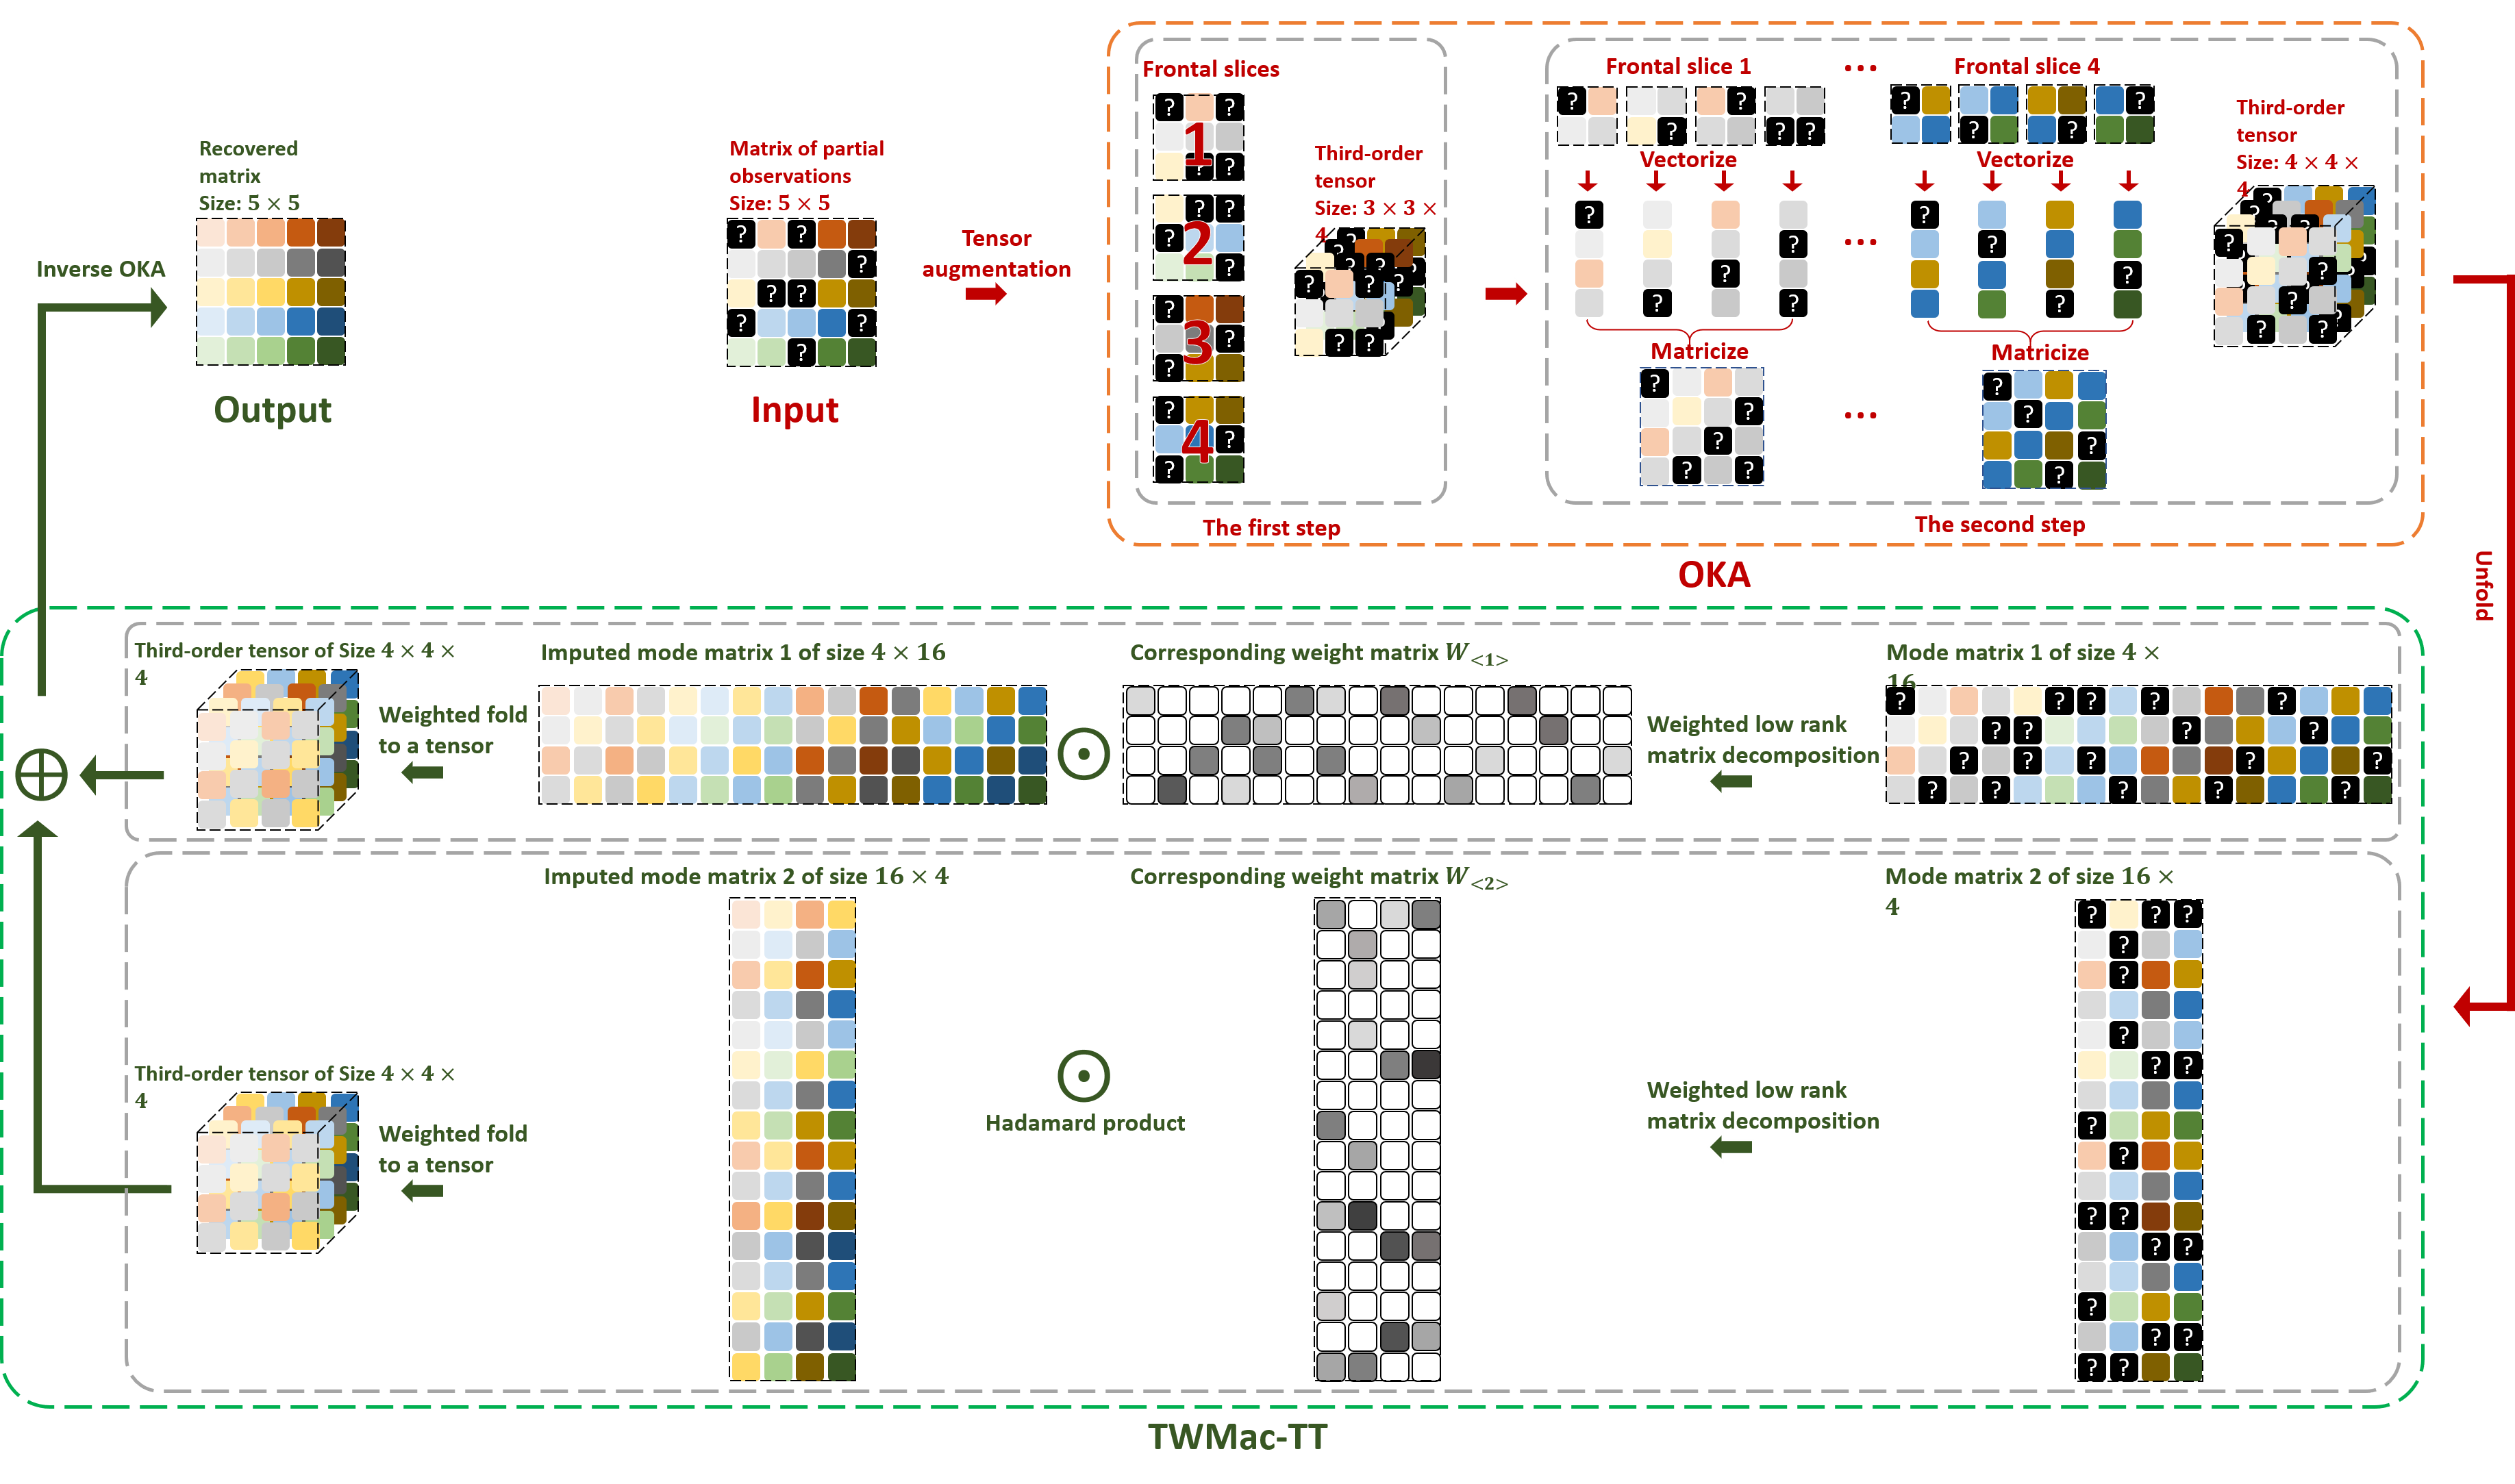 Recovered
matrix
Size: 5 × 5
Inverse OKA
Output
Matrix of partial
observations
Size: 5 × 5
? ?
?
? ?
? ?
?
Input
Tensor
augmentation
Frontal slices
? ?
1
? ?
? ?
? 2
?
?
3 ?
?
?
4 ?
?
Third-order
tensor
Size: 3 × 3 ×
4
The first step
Frontal slice 1
...
Frontal slice 4
Vectorize
Vectorize
...
Matricize
Matricize
...
Third-order
tensor
Size: 4 × 4 ×
4
The second step
OKA
Unfold
Third-order tensor of Size 4 × 4 ×
4
Weighted fold
to a tensor
Imputed mode matrix 1 of size 4 × 16
Corresponding weight matrix W<1>
Weighted low rank
matrix decomposition
Mode matrix 1 of size 4 ×
16
? ? ? ? ?
? ? ? ?
? ? ? ? ?
? ? ? ? ?
Third-order tensor of Size 4 × 4 ×
4
Weighted fold
to a tensor
Imputed mode matrix 2 of size 16 × 4
Hadamard product
Corresponding weight matrix W<2>
Weighted low rank
matrix decomposition
Mode matrix 2 of size 16 ×
4
? ? ?
?
?
?
? ?
?
?
? ?
? ?
?
? ?
? ?
TWMac-TT